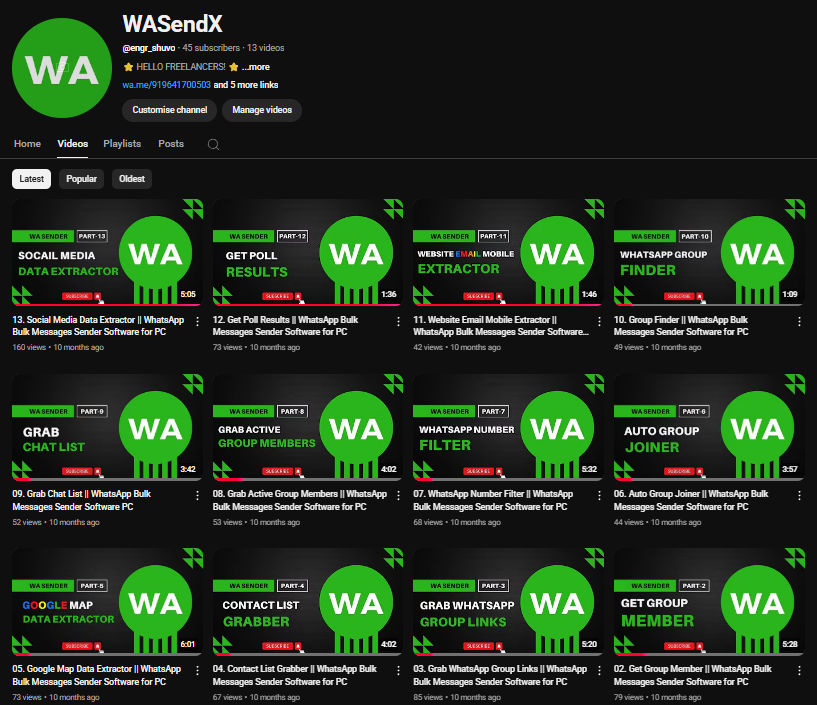 WA
WASendX
@engr_shuvo · 45 subscribers · 13 videos
⭐ HELLO FREELANCERS! ⭐ ...more
wa.me/919641700503 and 5 more links
Customise channel Manage videos
Home Videos Playlists Posts
Latest Popular Oldest
WA SENDER PART-13
SOCAIL MEDIA
DATA EXTRACTOR
WA
SUBSCRIBE
5:05
13. Social Media Data Extractor || WhatsApp
Bulk Messages Sender Software for PC
160 views • 10 months ago
WA SENDER PART-12
GET POLL
RESULTS
WA
SUBSCRIBE
1:36
12. Get Poll Results || WhatsApp Bulk
Messages Sender Software for PC
73 views • 10 months ago
WA SENDER PART-11
WEBSITE EMAIL MOBILE
EXTRACTOR
WA
SUBSCRIBE
1:46
11. Website Email Mobile Extractor ||
WhatsApp Bulk Messages Sender Software...
42 views • 10 months ago
WA SENDER PART-10
WHATSAPP GROUP
FINDER
WA
SUBSCRIBE
1:09
10. Group Finder || WhatsApp Bulk
Messages Sender Software for PC
49 views • 10 months ago
WA SENDER PART-9
GRAB
CHAT LIST
WA
SUBSCRIBE
3:42
09. Grab Chat List || WhatsApp Bulk
Messages Sender Software PC
52 views • 10 months ago
WA SENDER PART-8
GRAB ACTIVE
GROUP MEMBERS
WA
SUBSCRIBE
4:02
08. Grab Active Group Members || WhatsApp
Bulk Messages Sender Software for PC
53 views • 10 months ago
WA SENDER PART-7
WHATSAPP NUMBER
FILTER
WA
SUBSCRIBE
5:32
07. WhatsApp Number Filter || WhatsApp
Bulk Messages Sender Software for PC
68 views • 10 months ago
WA SENDER PART-6
AUTO GROUP
JOINER
WA
SUBSCRIBE
3:57
06. Auto Group Joiner || WhatsApp Bulk
Messages Sender Software for PC
44 views • 10 months ago
WA SENDER PART-5
GOOGLE MAP
DATA EXTRACTOR
WA
SUBSCRIBE
6:01
05. Google Map Data Extractor || WhatsApp
Bulk Messages Sender Software for PC
73 views • 10 months ago
WA SENDER PART-4
CONTACT LIST
GRABBER
WA
SUBSCRIBE
4:02
04. Contact List Grabber || WhatsApp Bulk
Messages Sender Software for PC
67 views • 10 months ago
WA SENDER PART-3
GRAB WHATSAPP
GROUP LINKS
WA
SUBSCRIBE
5:20
03. Grab WhatsApp Group Links || WhatsApp
Bulk Messages Sender Software for PC
85 views • 10 months ago
WA SENDER PART-2
GET GROUP
MEMBER
WA
SUBSCRIBE
5:28
02. Get Group Member || WhatsApp Bulk
Messages Sender Software for PC
79 views • 10 months ago